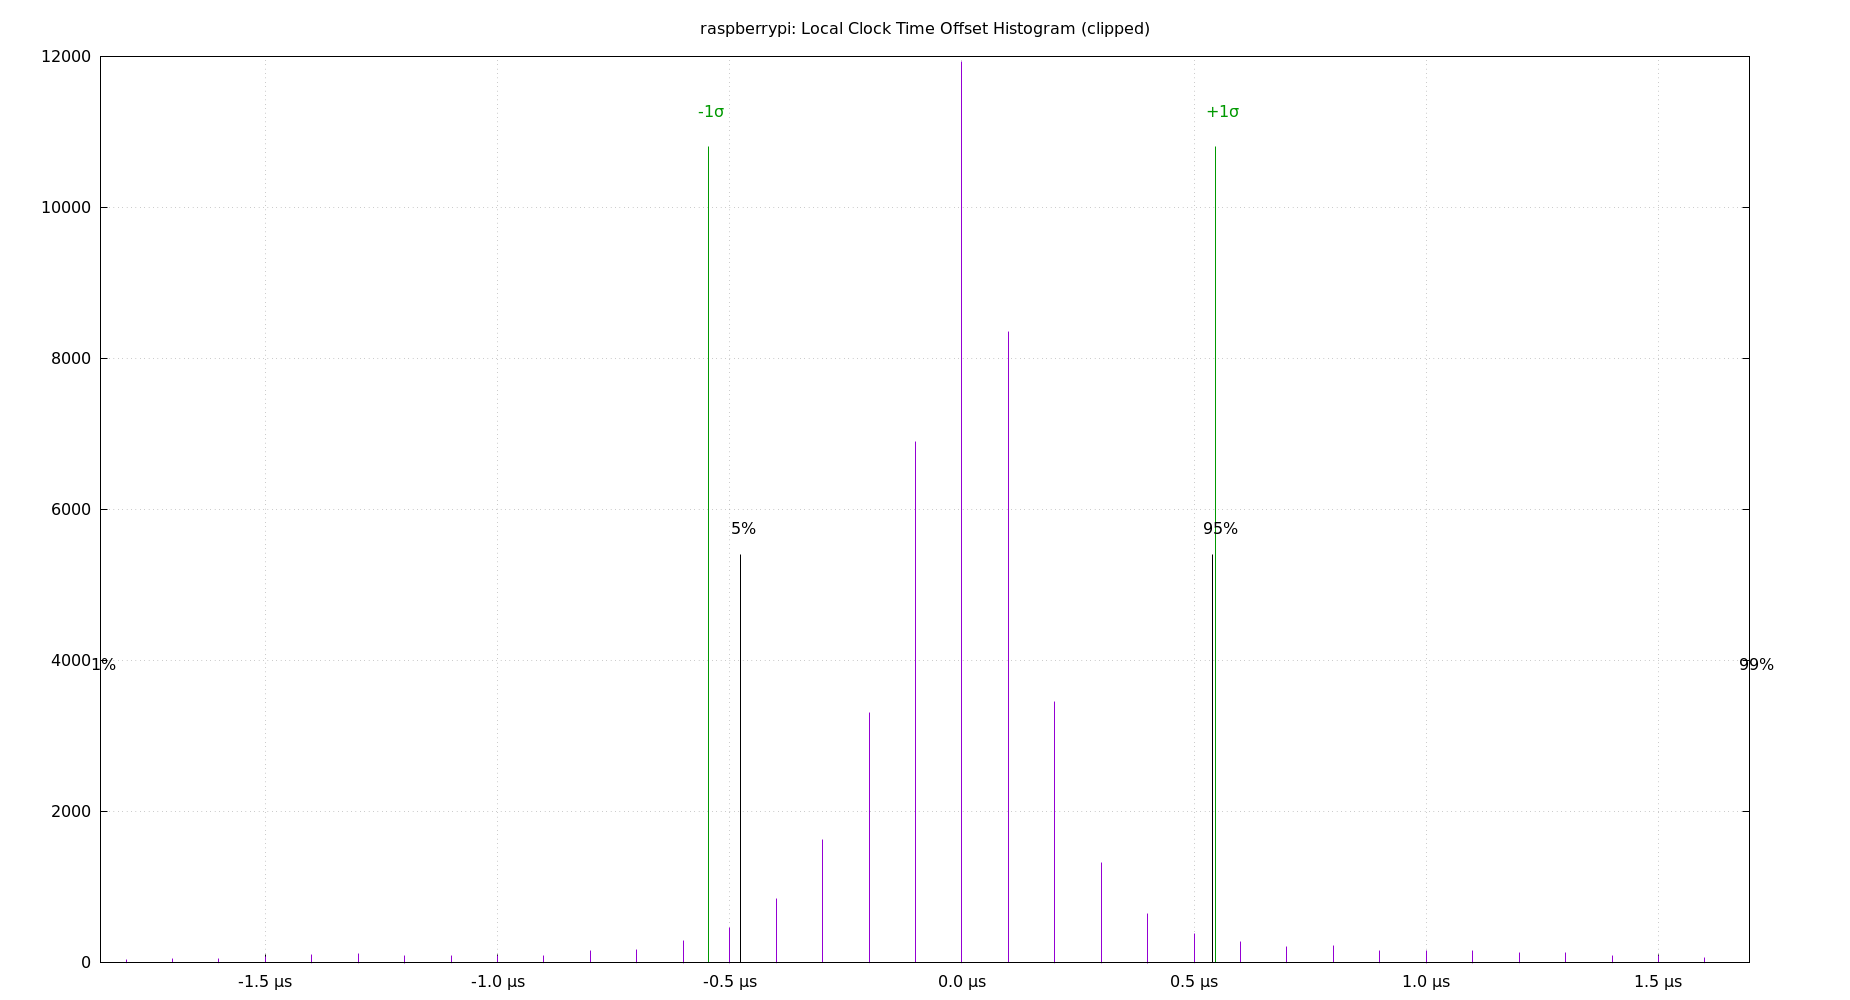 raspberrypi: Local Clock Time Offset Histogram (clipped)
12000
-1σ
+1σ
10000
8000
6000
5%
95%
4000
1%
99%
2000
0
-1.5 µs
-1.0 µs
-0.5 µs
0.0 µs
0.5 µs
1.0 µs
1.5 µs